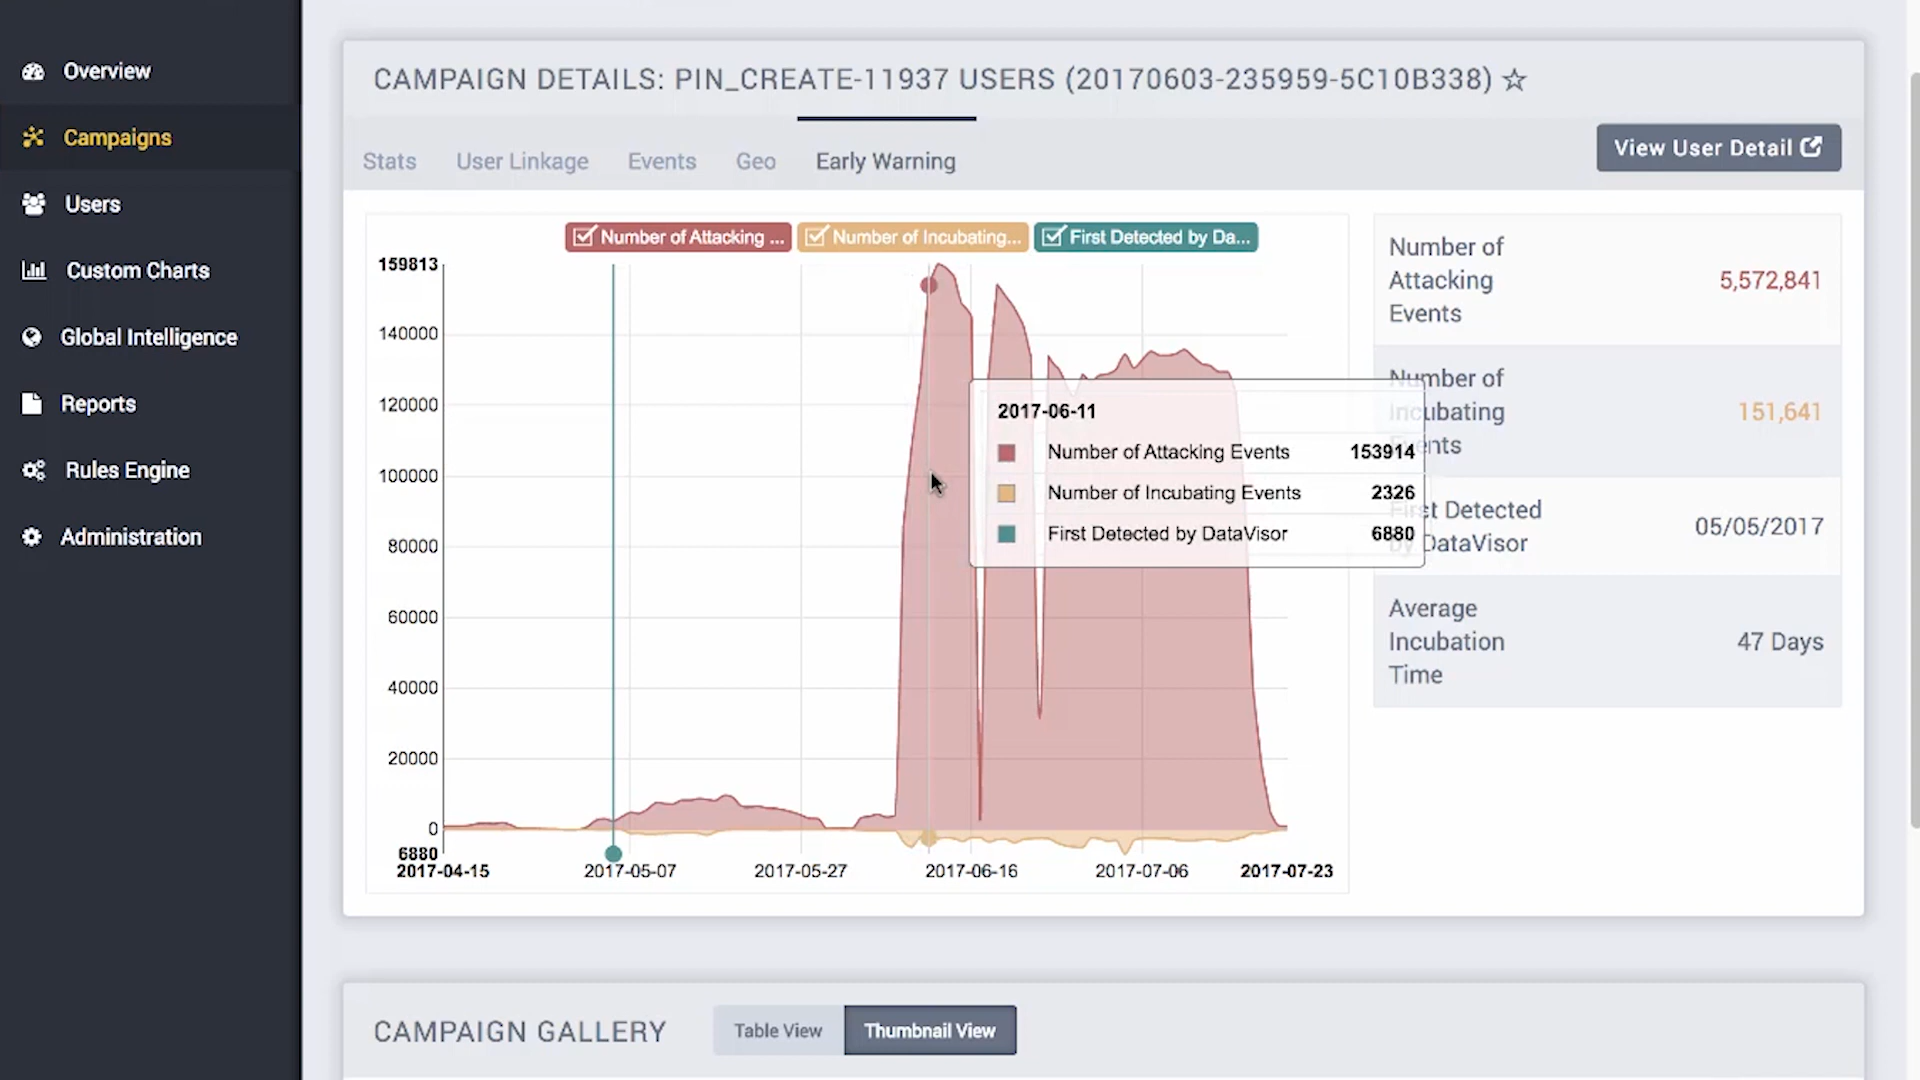 Overview
Campaigns
Users
Custom Charts
Global Intelligence
Reports
Rules Engine
Administration
CAMPAIGN DETAILS: PIN_CREATE-11937 USERS (20170603-235959-5C10B338)
Stats
User Linkage
Events
Geo
Early Warning
View User Detail
Number of Attacking ...
Number of Incubating...
First Detected by Da...
159813
140000
120000
100000
80000
60000
40000
20000
0
6880
2017-04-15
2017-05-07
2017-05-27
2017-06-16
2017-07-06
2017-07-23
2017-06-11
Number of Attacking Events 153914
Number of Incubating Events 2326
First Detected by DataVisor 6880
Number of
Attacking
Events
5,572,841
Number of
Incubating
Events
151,641
First Detected
by DataVisor
05/05/2017
Average
Incubation
Time
47 Days
CAMPAIGN GALLERY
Table View
Thumbnail View